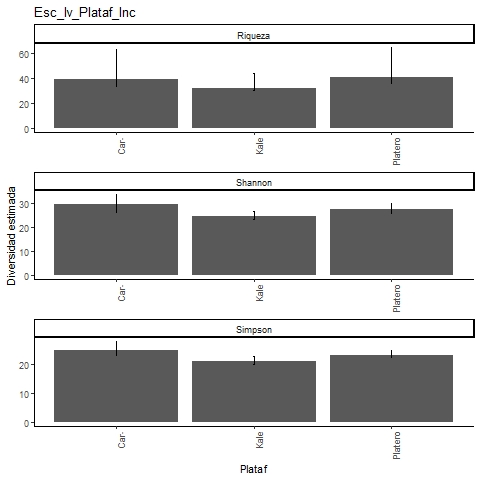 Esc_lv_Plataf_Inc
Riqueza
60
40
20
0
Car-
Kale
Platero
Shannon
30
20
10
0
Car-
Kale
Platero
Simpson
20
10
0
Car-
Kale
Platero
Diversidad estimada
Plataf